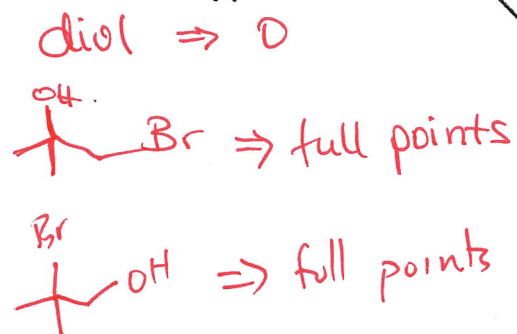 diol ⇒ 0
OH
Br ⇒ full points
Br
OH ⇒ full points